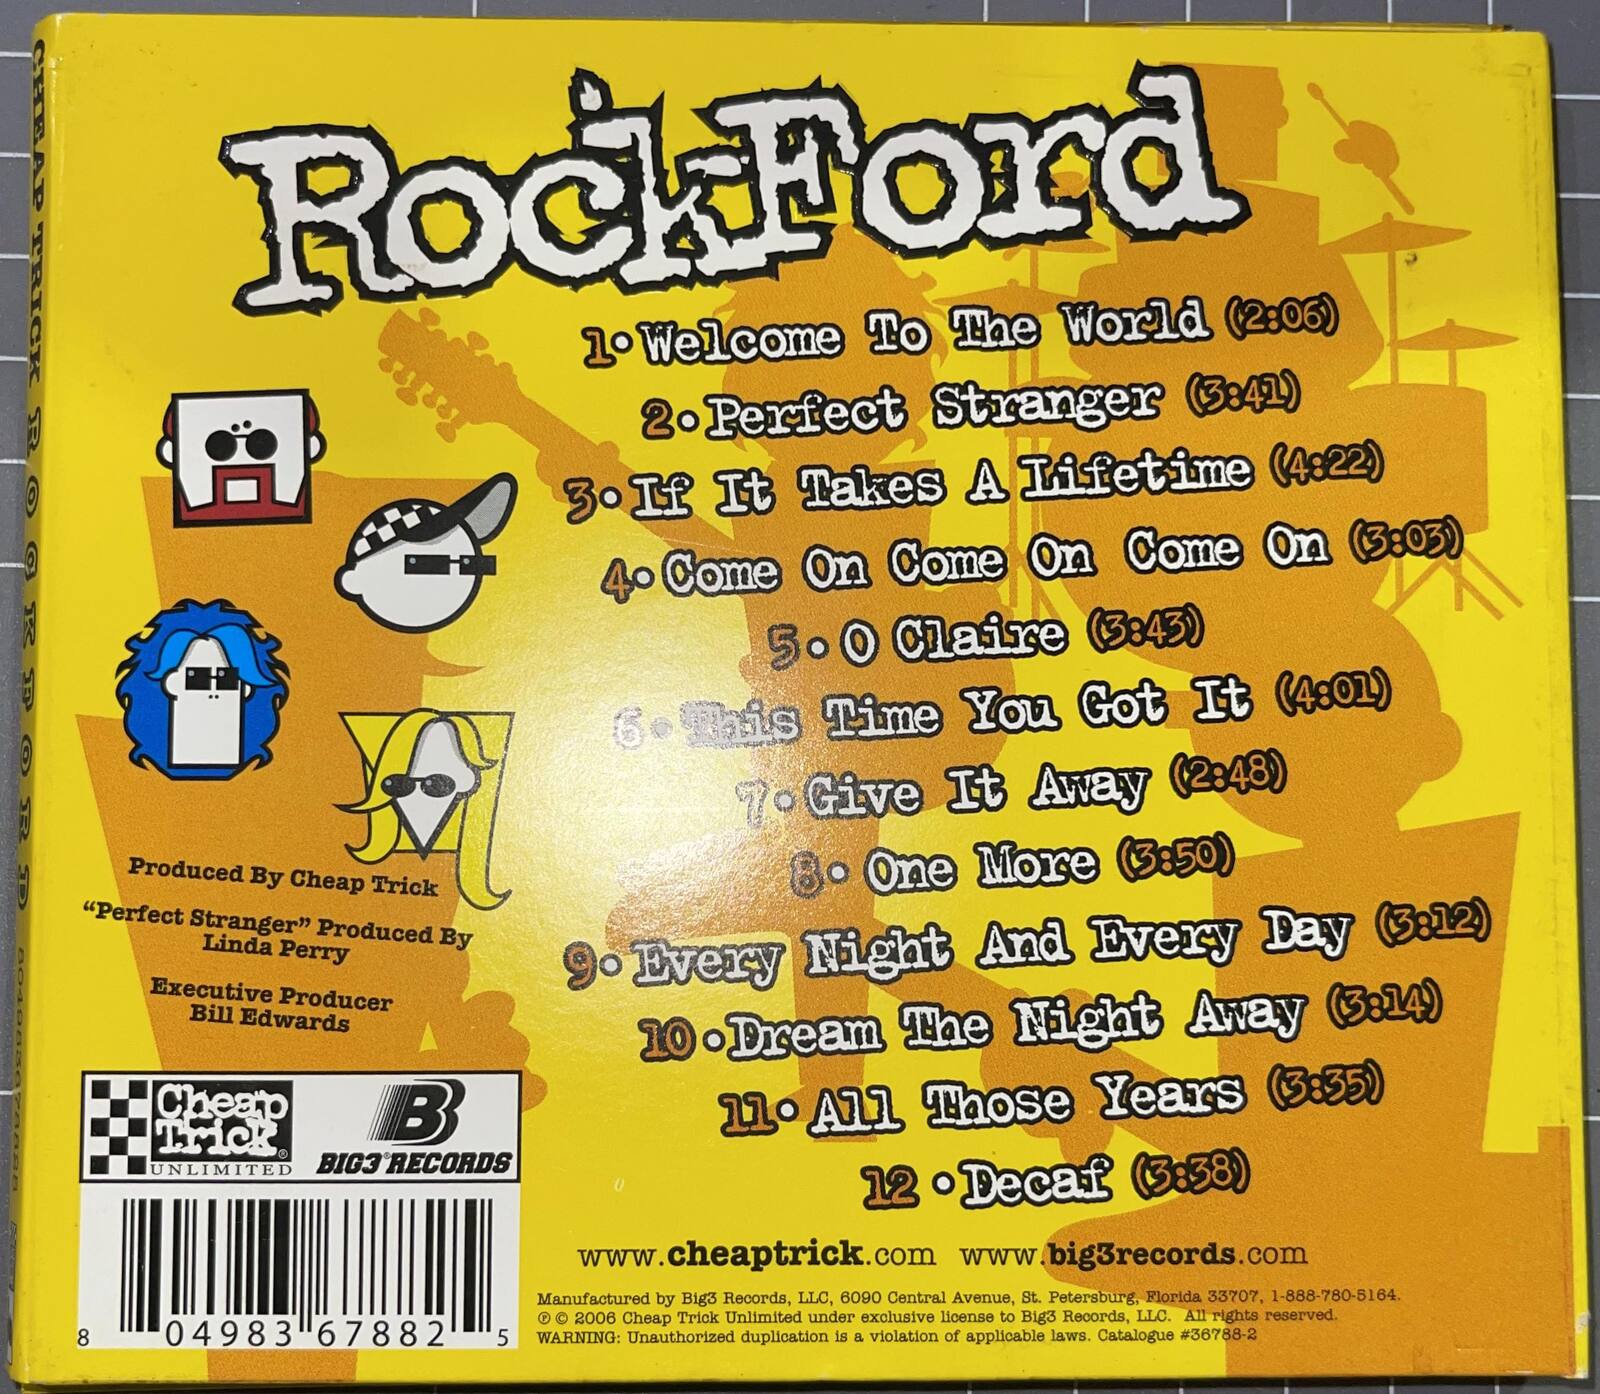 RockFord
1• Welcome To The World (2:06)
2• Perfect Stranger (3:41)
3• If It Takes A Lifetime (4:22)
4• Come On Come On Come On (3:03)
5• O Claire (3:43)
6• This Time You Got It (4:01)
7• Give It Away (2:48)
8• One More (3:50)
9• Every Night And Every Day (3:12)
10• Dream The Night Away (3:14)
11• All Those Years (3:35)
12• Decaf (3:38)
Produced By Cheap Trick
“Perfect Stranger” Produced By
Linda Perry
Executive Producer
Bill Edwards
Cheap
Trick®
UNLIMITED
B
BIG3® RECORDS
8 04983 67882 5
www.cheaptrick.com www.big3records.com
Manufactured by Big3 Records, LLC, 6090 Central Avenue, St. Petersburg, Florida 33707, 1-888-780-5164.
℗ © 2006 Cheap Trick Unlimited under exclusive license to Big3 Records, LLC. All rights reserved.
WARNING: Unauthorized duplication is a violation of applicable laws. Catalogue #36788-2
CHEAP TRICK ROCKFORD